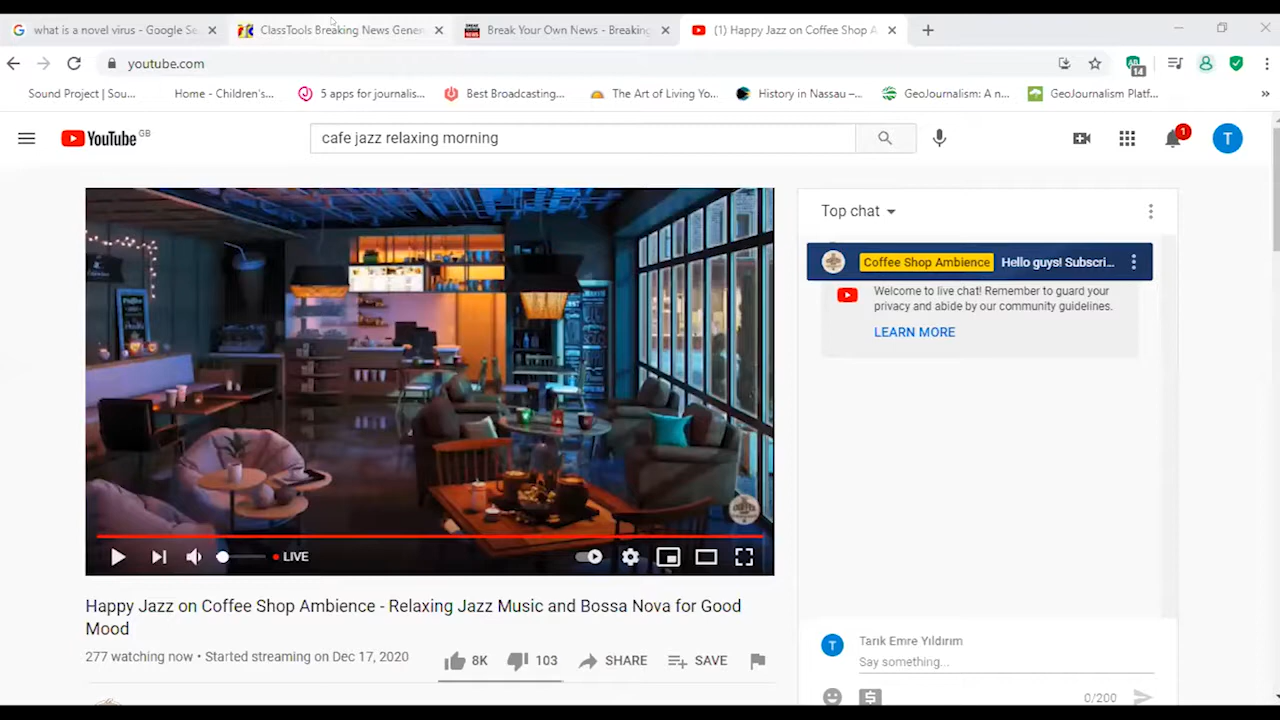 what is a novel virus - Google Se
ClassTools Breaking News Gener
Break Your Own News - Breaking
(1) Happy Jazz on Coffee Shop A
youtube.com
14
Sound Project | Sou...
Home - Children's...
5 apps for journalis...
Best Broadcasting...
The Art of Living Yo...
History in Nassau –...
GeoJournalism: A n...
GeoJournalism Platf...
YouTube GB
cafe jazz relaxing morning
1
T
Top chat
Coffee Shop Ambience Hello guys! Subscri...
Welcome to live chat! Remember to guard your
privacy and abide by our community guidelines.
LEARN MORE
LIVE
Happy Jazz on Coffee Shop Ambience - Relaxing Jazz Music and Bossa Nova for Good
Mood
277 watching now • Started streaming on Dec 17, 2020
8K
103
SHARE
SAVE
T
Tarık Emre Yıldırım
Say something...
0/200